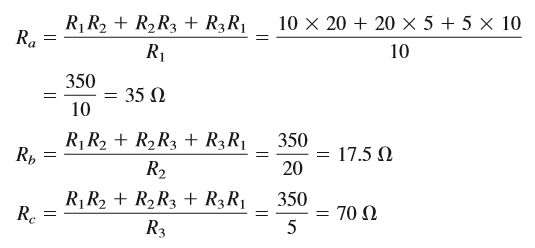 R_a = (R_1R_2 + R_2R_3 + R_3R_1)/R_1 = (10 × 20 + 20 × 5 + 5 × 10)/10
= 350/10 = 35 Ω
R_b = (R_1R_2 + R_2R_3 + R_3R_1)/R_2 = 350/20 = 17.5 Ω
R_c = (R_1R_2 + R_2R_3 + R_3R_1)/R_3 = 350/5 = 70 Ω